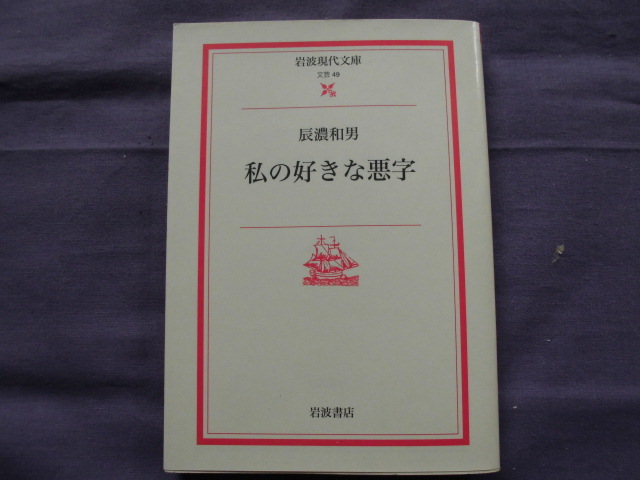 岩波現代文庫
文芸 49
辰濃和男
私の好きな悪字
岩波書店